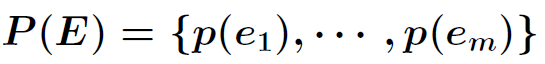 P(E) = {p(e₁), ⋯ , p(eₘ)}